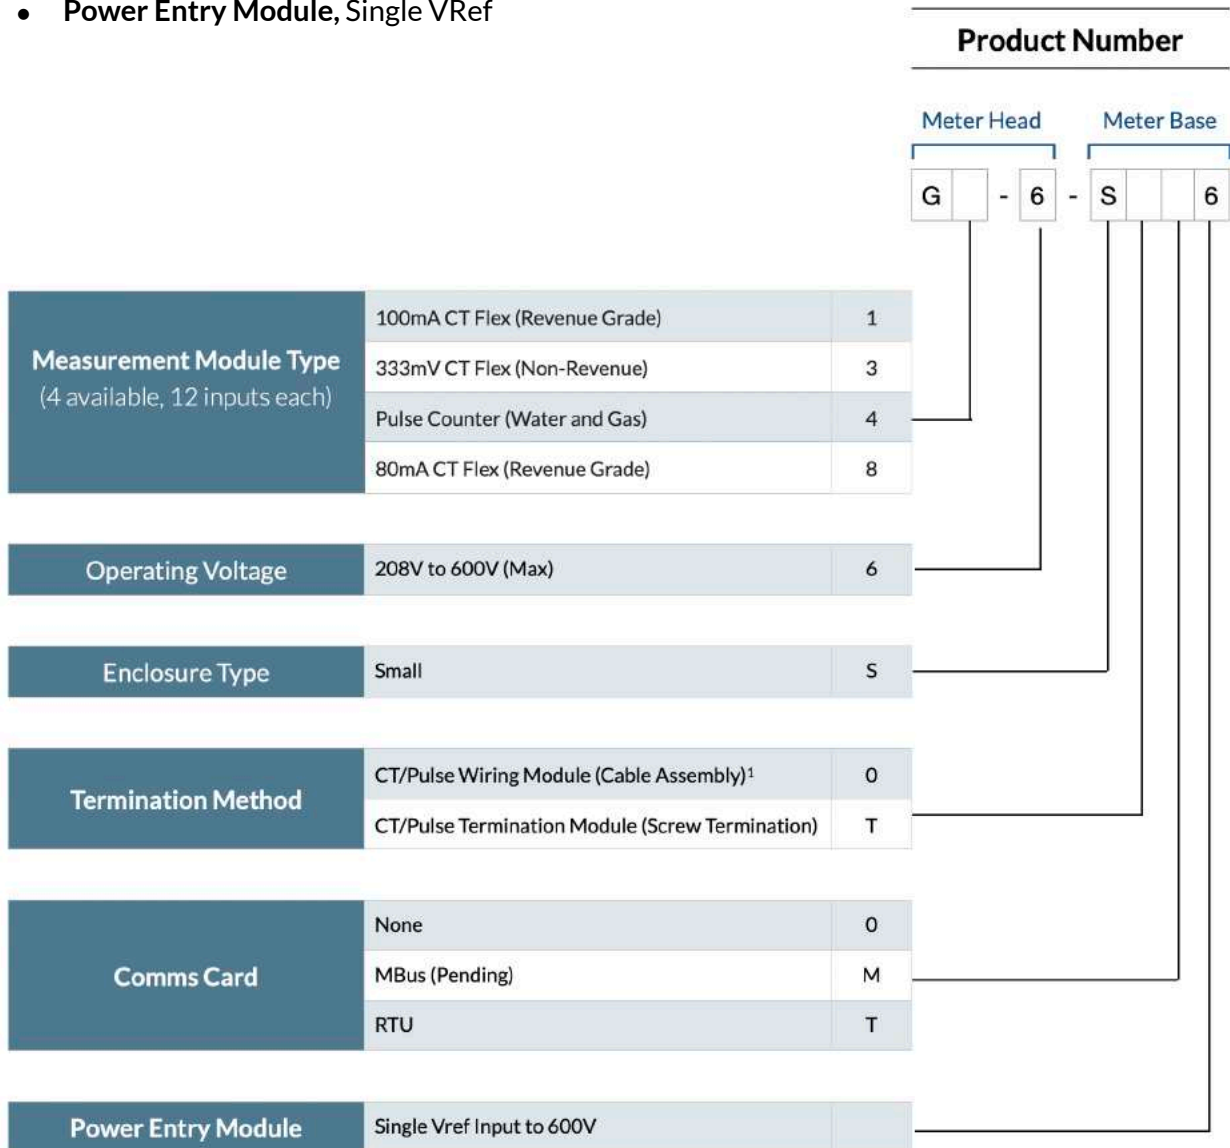 • Power Entry Module, Single VRef
Product Number
Meter Head Meter Base
G - 6 - S 6
Measurement Module Type
(4 available, 12 inputs each)
100mA CT Flex (Revenue Grade) 1
333mV CT Flex (Non-Revenue) 3
Pulse Counter (Water and Gas) 4
80mA CT Flex (Revenue Grade) 8
Operating Voltage 208V to 600V (Max) 6
Enclosure Type Small S
Termination Method
CT/Pulse Wiring Module (Cable Assembly)¹ 0
CT/Pulse Termination Module (Screw Termination) T
Comms Card
None 0
MBus (Pending) M
RTU T
Power Entry Module Single Vref Input to 600V